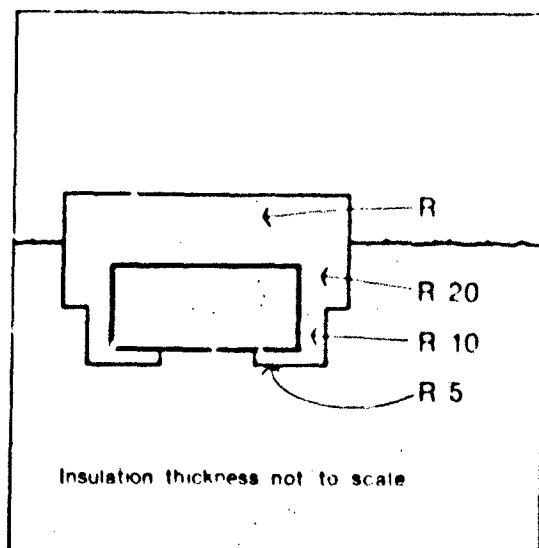 R
R 20
R 10
R 5
Insulation thickness not to scale